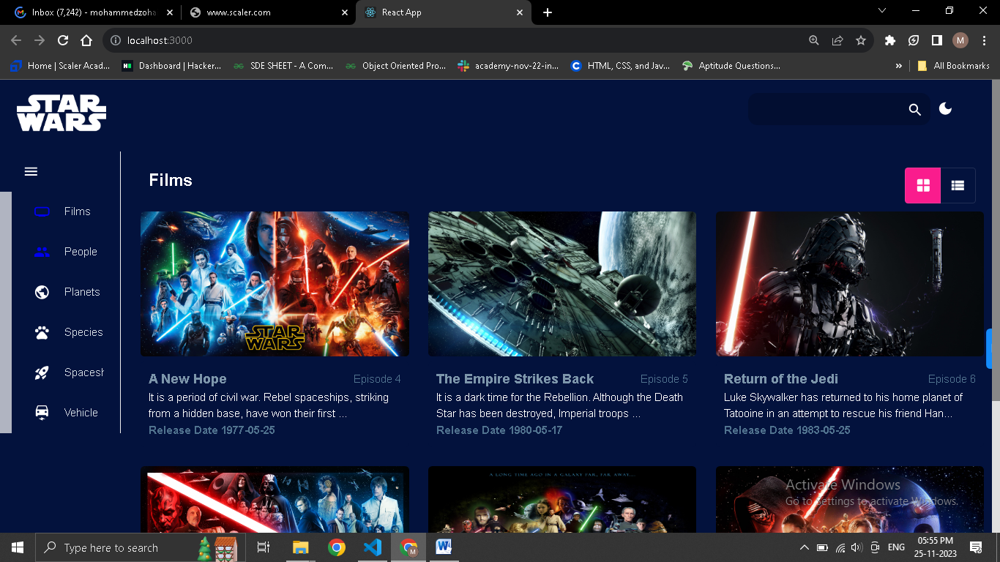 Inbox (7,242) - mohammedzoha
www.scaler.com
React App
localhost:3000
M
Home | Scaler Acad...
Dashboard | Hacker...
SDE SHEET - A Com...
Object Oriented Pro...
academy-nov-22-in...
HTML, CSS, and Jav...
Aptitude Questions...
»
All Bookmarks
STAR
WARS
Films
Films
People
Planets
Species
Spacesh
Vehicle
STAR
WARS
A New Hope Episode 4
It is a period of civil war. Rebel spaceships, striking
from a hidden base, have won their first ...
Release Date 1977-05-25
The Empire Strikes Back Episode 5
It is a dark time for the Rebellion. Although the Death
Star has been destroyed, Imperial troops ...
Release Date 1980-05-17
Return of the Jedi Episode 6
Luke Skywalker has returned to his home planet of
Tatooine in an attempt to rescue his friend Han...
Release Date 1983-05-25
A LONG TIME AGO IN A GALAXY FAR, FAR AWAY...
Activate Windows
Go to Settings to activate Windows.
Type here to search
ENG
05:55 PM
25-11-2023